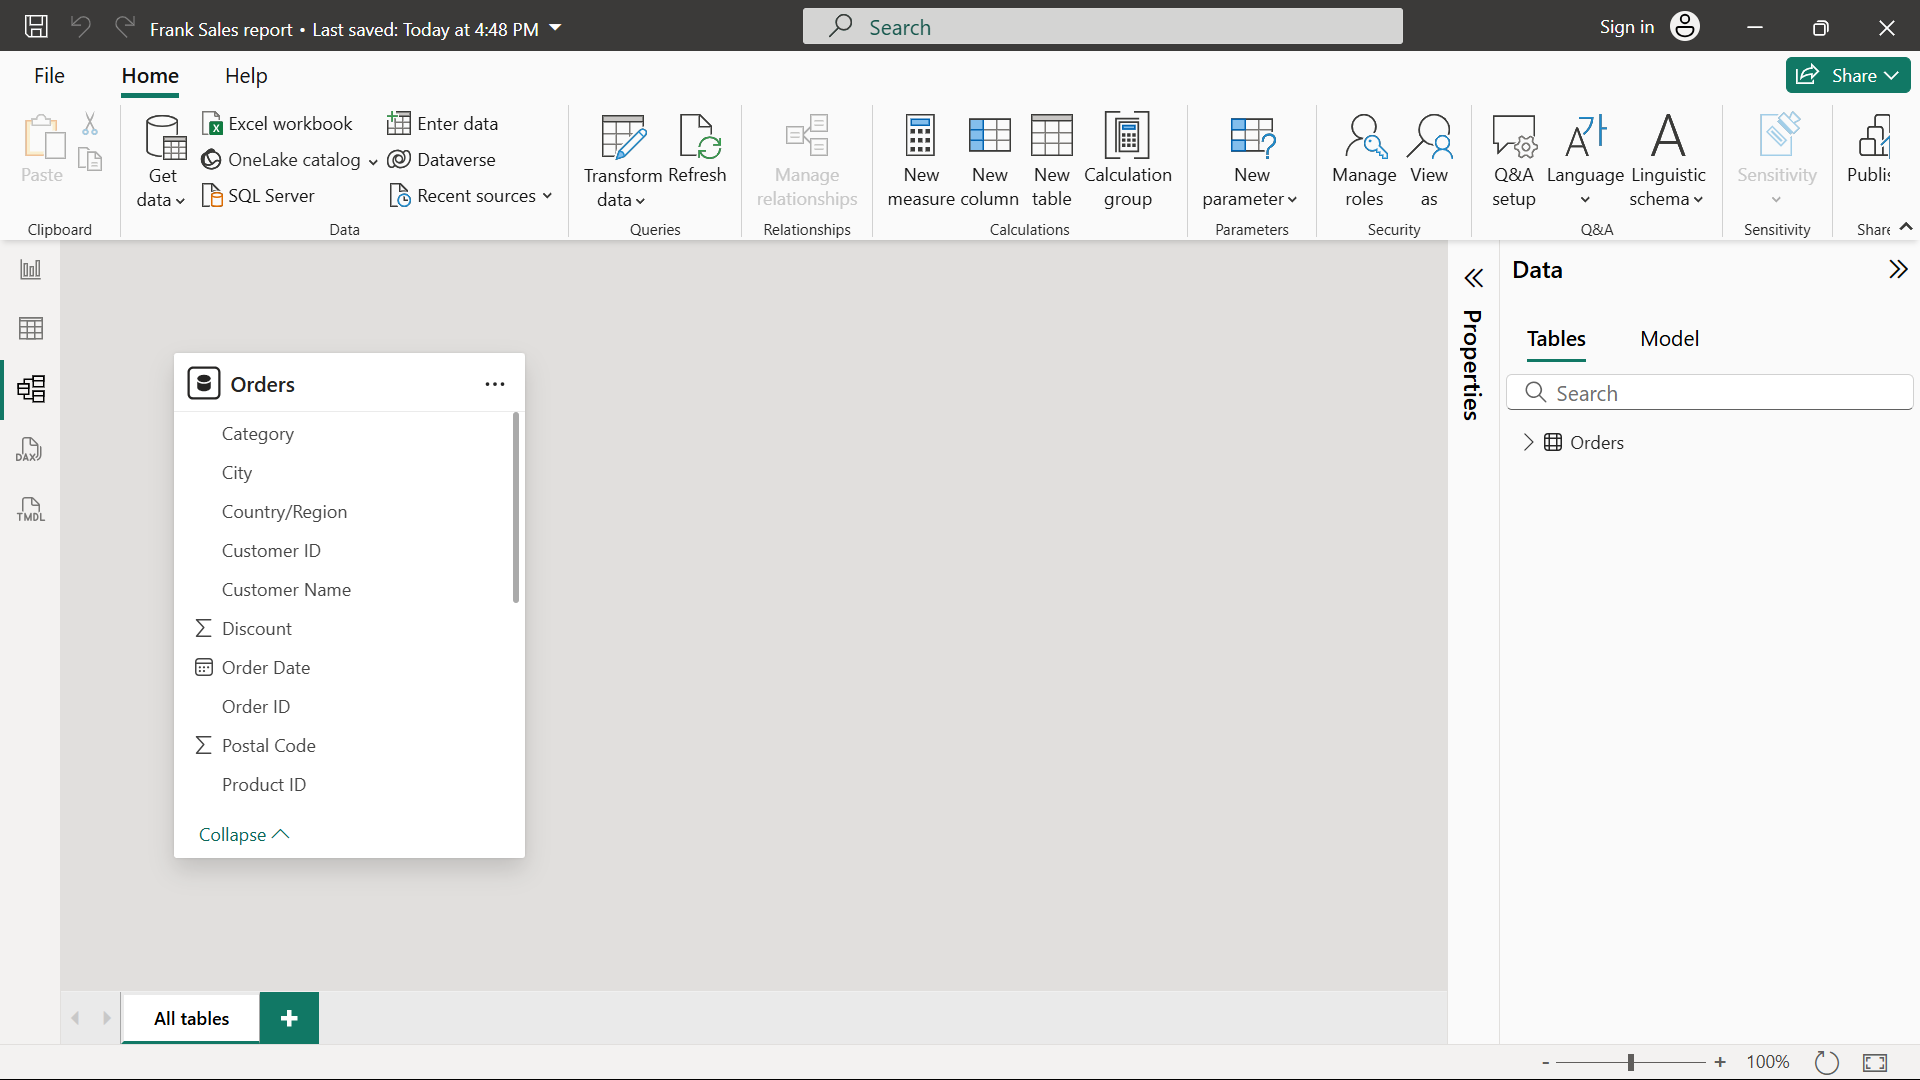 Frank Sales report • Last saved: Today at 4:48 PM
Search
Sign in
File
Home
Help
Share
Paste
Clipboard
Get data
Excel workbook
OneLake catalog
SQL Server
Enter data
Dataverse
Recent sources
Data
Transform data
Refresh
Queries
Manage relationships
Relationships
New measure
New column
New table
Calculation group
Calculations
New parameter
Parameters
Manage roles
View as
Security
Q&A setup
Language
Linguistic schema
Q&A
Sensitivity
Sensitivity
Publis
Share
DAX
TMDL
Orders
Category
City
Country/Region
Customer ID
Customer Name
Discount
Order Date
Order ID
Postal Code
Product ID
Collapse
Properties
Data
Tables
Model
Search
Orders
All tables
+
- + 100%